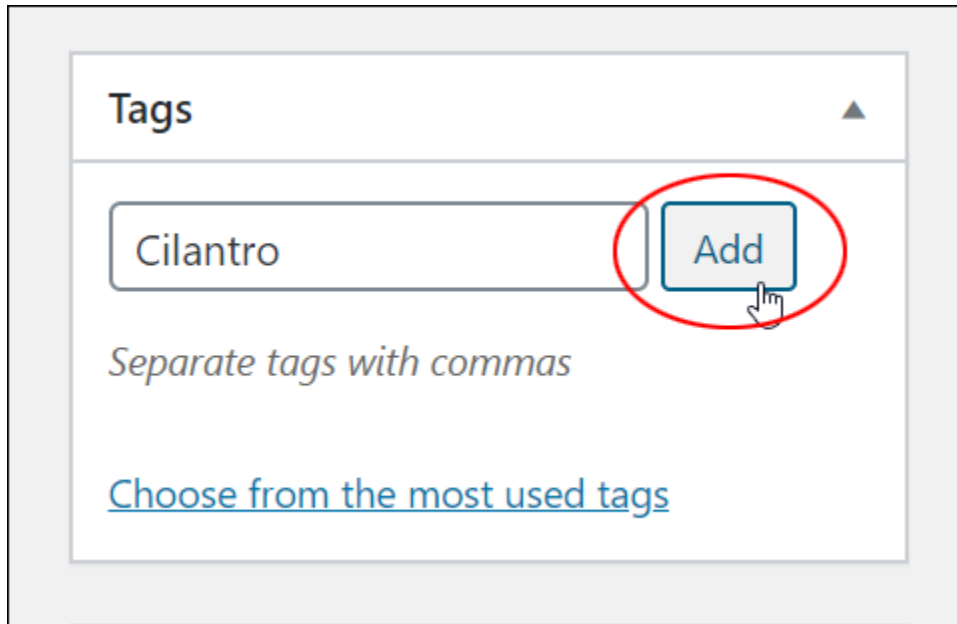 Tags
Cilantro
Add
Separate tags with commas
Choose from the most used tags